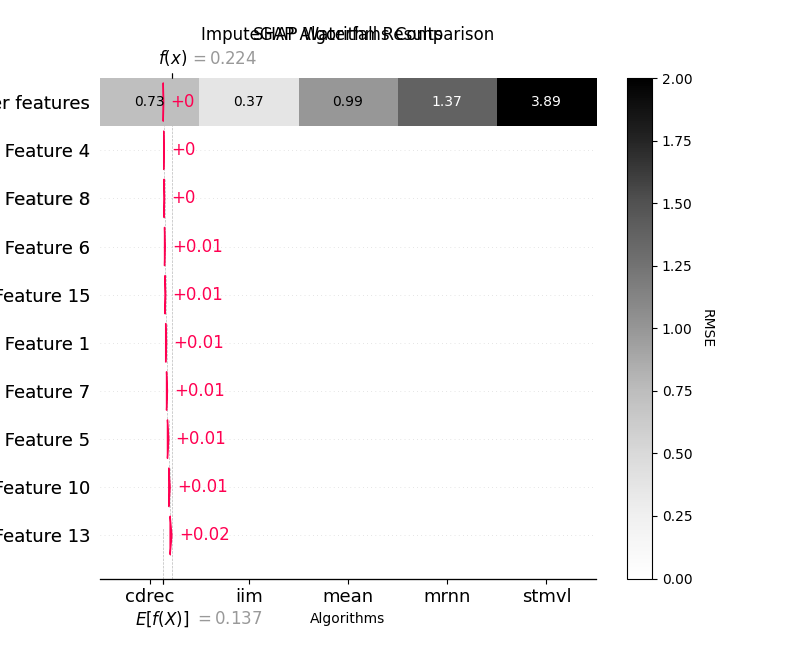 SHAP Waterfall Results
f(x) = 0.224
er features 0.73 +0 0.37 0.99 1.37 3.89
Feature 4 +0
Feature 8 +0
Feature 6 +0.01
Feature 15 +0.01
Feature 1 +0.01
Feature 7 +0.01
Feature 5 +0.01
Feature 10 +0.01
Feature 13 +0.02
cdrec iim mean mrnn stmvl
E[f(X)] = 0.137 Algorithms
2.00
1.75
1.50
1.25
1.00
0.75
0.50
0.25
0.00
RMSE